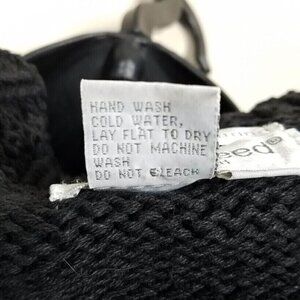 HAND WASH
COLD WATER,
LAY FLAT TO DRY
DO NOT MACHINE
WASH
DO NOT BLEACH